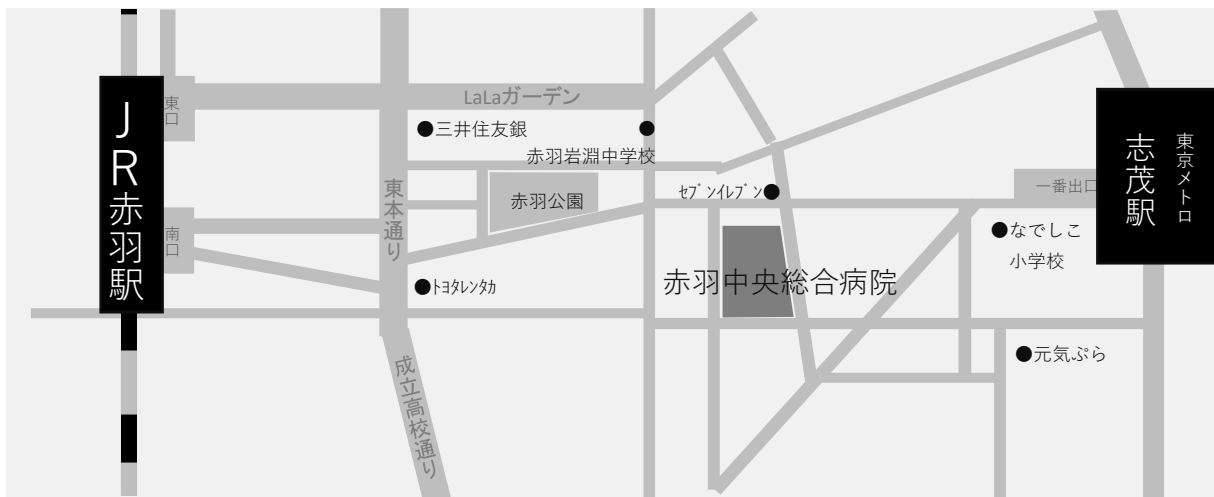 JR赤羽駅
東口
南口
LaLaガーデン
●三井住友銀
赤羽岩淵中学校
東本通り
赤羽公園
ｾﾌﾞﾝｲﾚﾌﾞﾝ●
一番出口
志茂駅
東京メトロ
●なでしこ
小学校
赤羽中央総合病院
●ﾄﾖﾀﾚﾝﾀｶ
●元気ぷら
成立高校通り